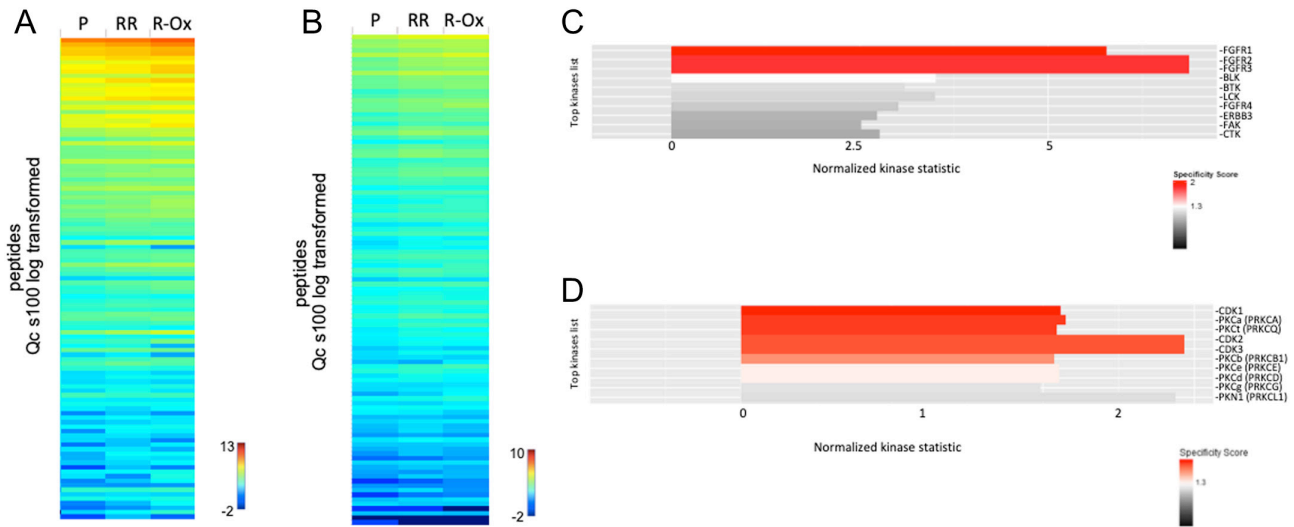 A
P RR R-Ox
peptides
Qc s100 log transformed
13
-2
B
P RR R-Ox
peptides
Qc s100 log transformed
10
-2
C
Top kinases list
-FGFR1
-FGFR2
-FGFR3
-BLK
-BTK
-LCK
-FGFR4
-ERBB3
-FAK
-CTK
0 2.5 5
Normalized kinase statistic
Specificity Score
2
1.3
D
Top kinases list
-CDK1
-PKCa (PRKCA)
-PKCt (PRKCQ)
-CDK2
-CDK3
-PKCb (PRKCB1)
-PKCe (PRKCE)
-PKCd (PRKCD)
-PKCg (PRKCG)
-PKN1 (PRKCL1)
0 1 2
Normalized kinase statistic
Specificity Score
1.3